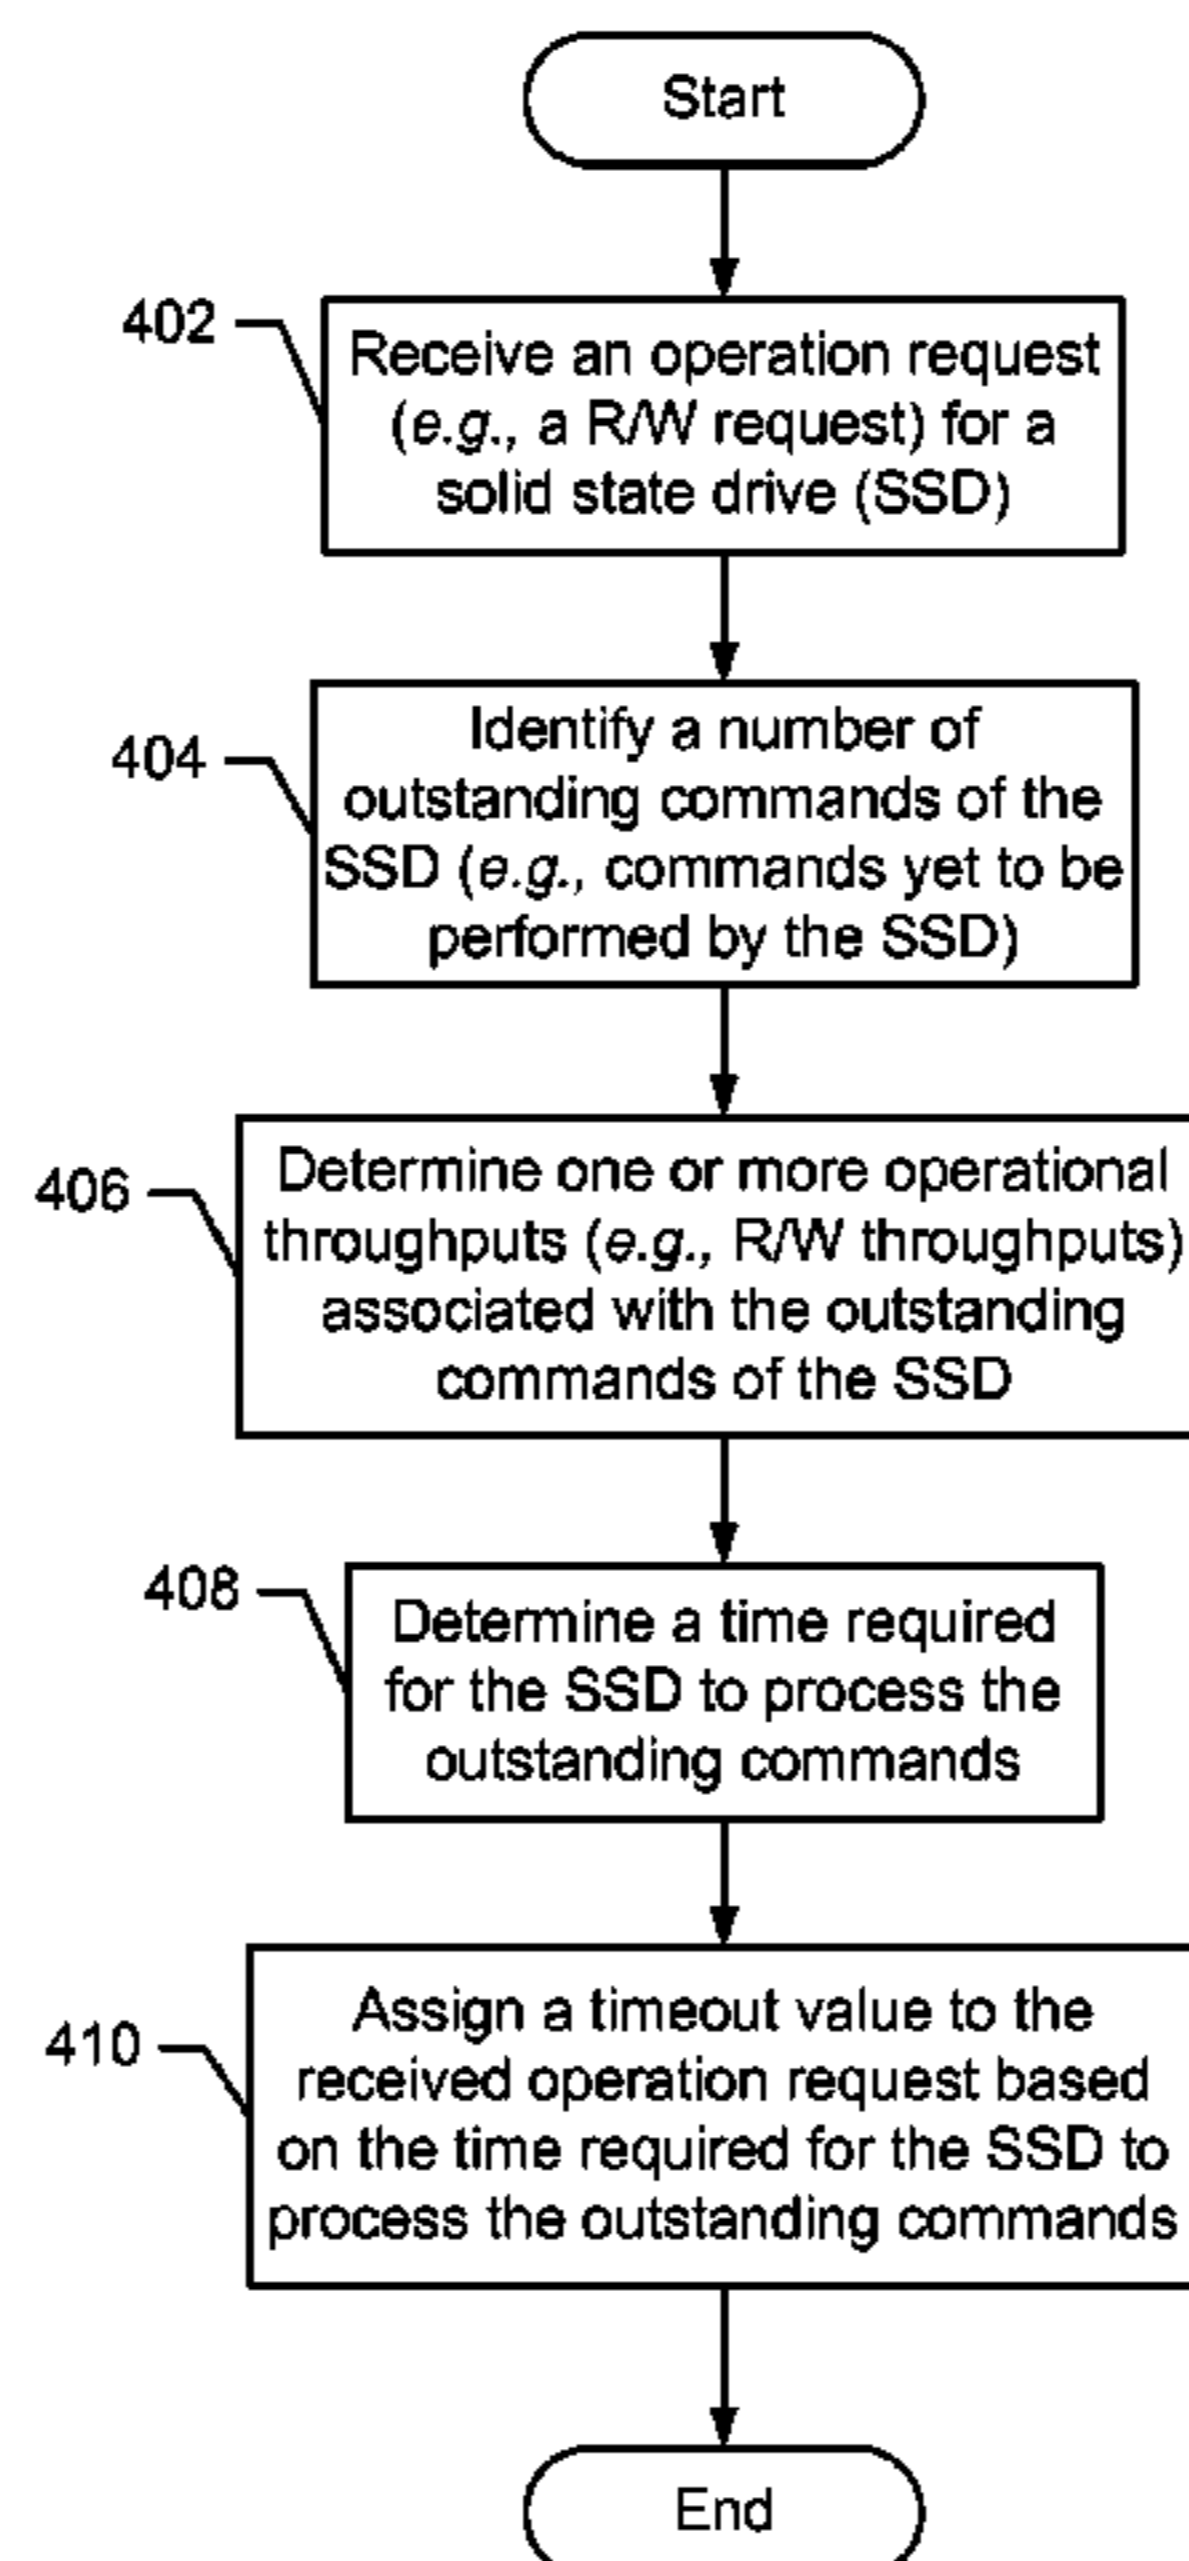 Start
402
Receive an operation request
(e.g., a R/W request) for a
solid state drive (SSD)
404
Identify a number of
outstanding commands of the
SSD (e.g., commands yet to be
performed by the SSD)
406
Determine one or more operational
throughputs (e.g., R/W throughputs)
associated with the outstanding
commands of the SSD
408
Determine a time required
for the SSD to process the
outstanding commands
410
Assign a timeout value to the
received operation request based
on the time required for the SSD to
process the outstanding commands
End